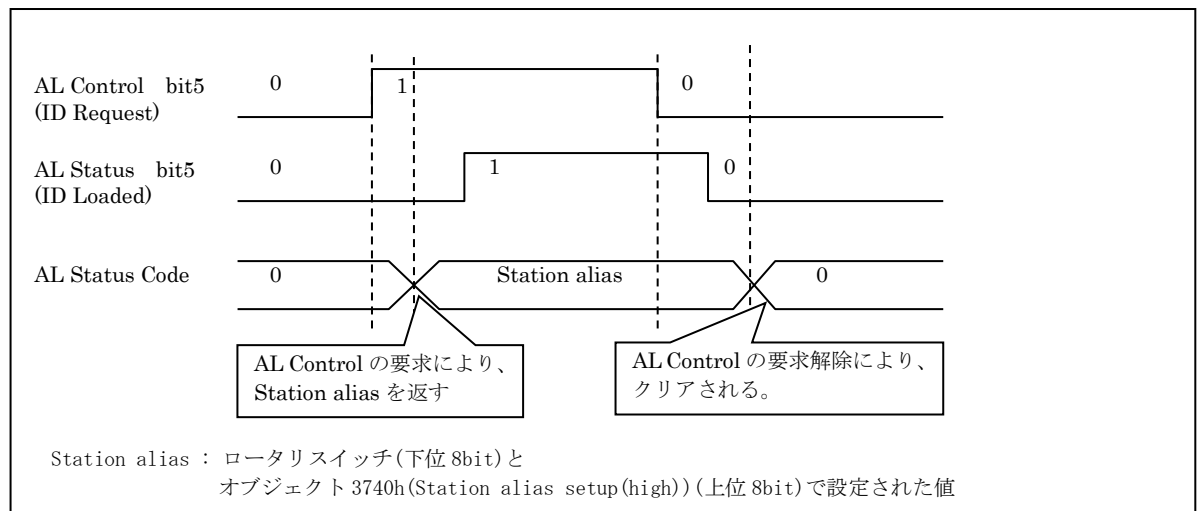 AL Control bit5 0 1 0
(ID Request)
AL Status bit5 0 1 0
(ID Loaded)
AL Status Code 0 Station alias 0
AL Control の要求により、
Station alias を返す
AL Control の要求解除により、
クリアされる。
Station alias : ロータリスイッチ(下位 8bit)と
オブジェクト 3740h(Station alias setup(high))(上位 8bit)で設定された値